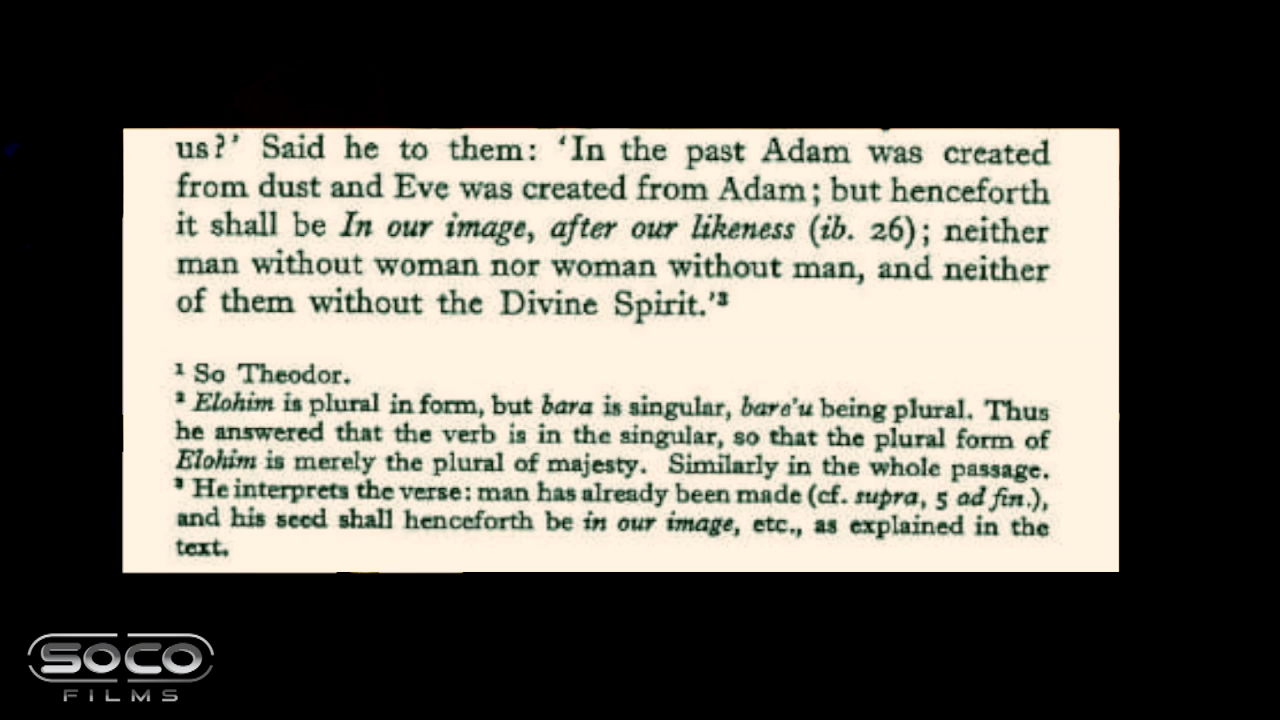 us?’ Said he to them: ‘In the past Adam was created
from dust and Eve was created from Adam; but henceforth
it shall be In our image, after our likeness (ib. 26); neither
man without woman nor woman without man, and neither
of them without the Divine Spirit.’³
¹ So Theodor.
² Elohim is plural in form, but bara is singular, bare’u being plural. Thus
he answered that the verb is in the singular, so that the plural form of
Elohim is merely the plural of majesty. Similarly in the whole passage.
³ He interprets the verse: man has already been made (cf. supra, 5 ad fin.),
and his seed shall henceforth be in our image, etc., as explained in the
text.
SOCO
FILMS